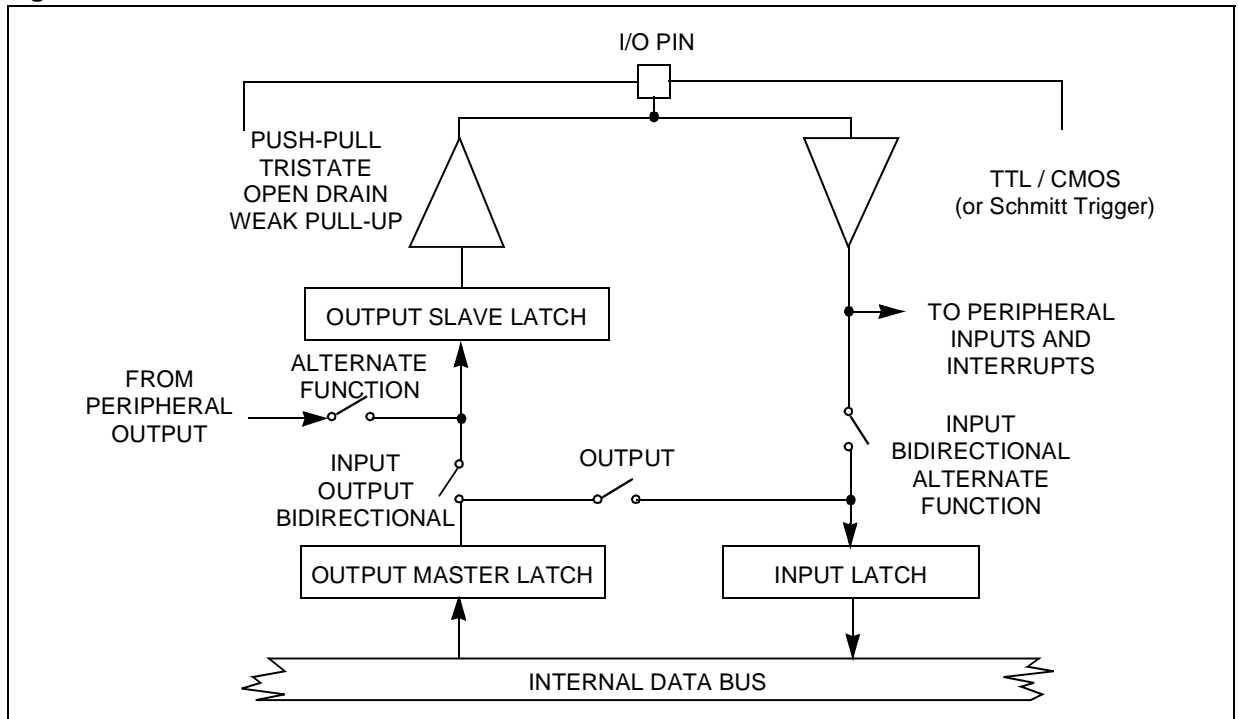 I/O PIN
PUSH-PULL
TRISTATE
OPEN DRAIN
WEAK PULL-UP
TTL / CMOS
(or Schmitt Trigger)
OUTPUT SLAVE LATCH
TO PERIPHERAL
INPUTS AND
INTERRUPTS
ALTERNATE
FUNCTION
FROM
PERIPHERAL
OUTPUT
INPUT
OUTPUT
BIDIRECTIONAL
OUTPUT
INPUT
BIDIRECTIONAL
ALTERNATE
FUNCTION
OUTPUT MASTER LATCH
INPUT LATCH
INTERNAL DATA BUS